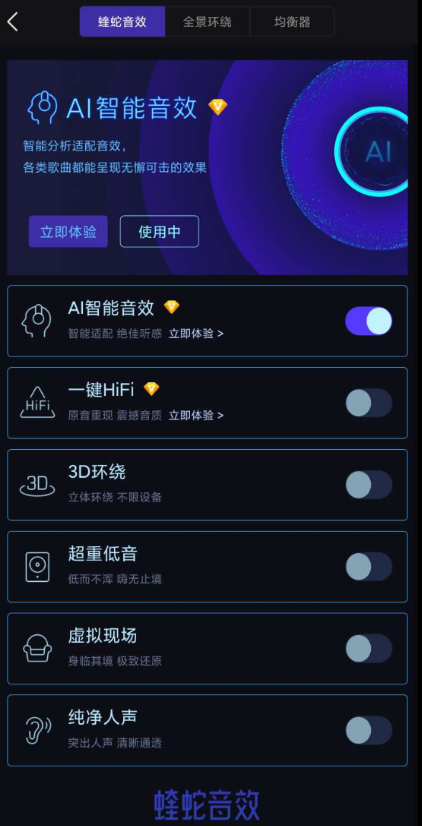 蝰蛇音效
全景环绕
均衡器
AI智能音效
智能分析适配音效，
各类歌曲都能呈现无懈可击的效果
AI
立即体验
使用中
AI智能音效
智能适配 绝佳听感 立即体验 >
一键HiFi
HiFi
原音重现 震撼音质 立即体验 >
3D环绕
3D
立体环绕 不限设备
超重低音
低而不浑 嗨无止境
虚拟现场
身临其境 极致还原
纯净人声
突出人声 清晰通透
蝰蛇音效